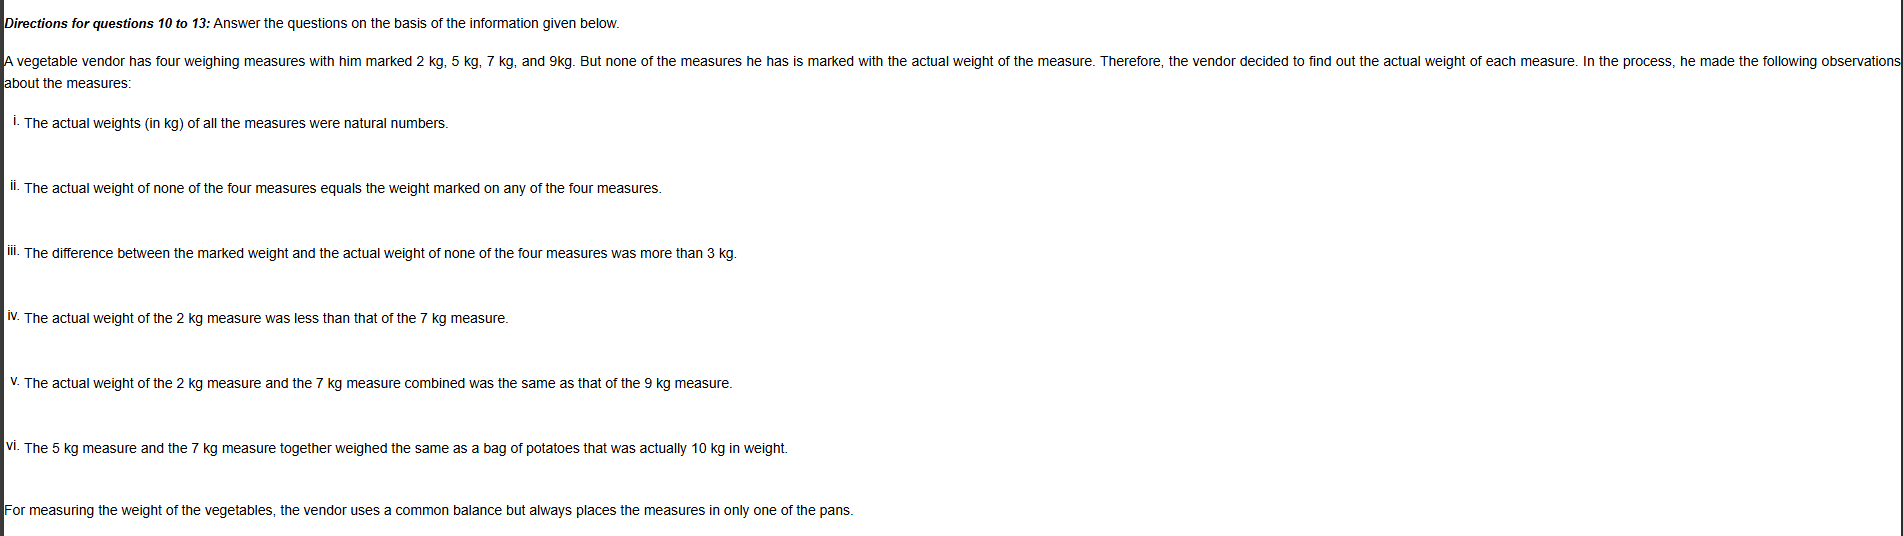 Directions for questions 10 to 13: Answer the questions on the basis of the information given below.
A vegetable vendor has four weighing measures with him marked 2 kg, 5 kg, 7 kg, and 9kg. But none of the measures he has is marked with the actual weight of the measure. Therefore, the vendor decided to find out the actual weight of each measure. In the process, he made the following observations
about the measures:
i. The actual weights (in kg) of all the measures were natural numbers.
ii. The actual weight of none of the four measures equals the weight marked on any of the four measures.
iii. The difference between the marked weight and the actual weight of none of the four measures was more than 3 kg.
iv. The actual weight of the 2 kg measure was less than that of the 7 kg measure.
v. The actual weight of the 2 kg measure and the 7 kg measure combined was the same as that of the 9 kg measure.
vi. The 5 kg measure and the 7 kg measure together weighed the same as a bag of potatoes that was actually 10 kg in weight.
For measuring the weight of the vegetables, the vendor uses a common balance but always places the measures in only one of the pans.